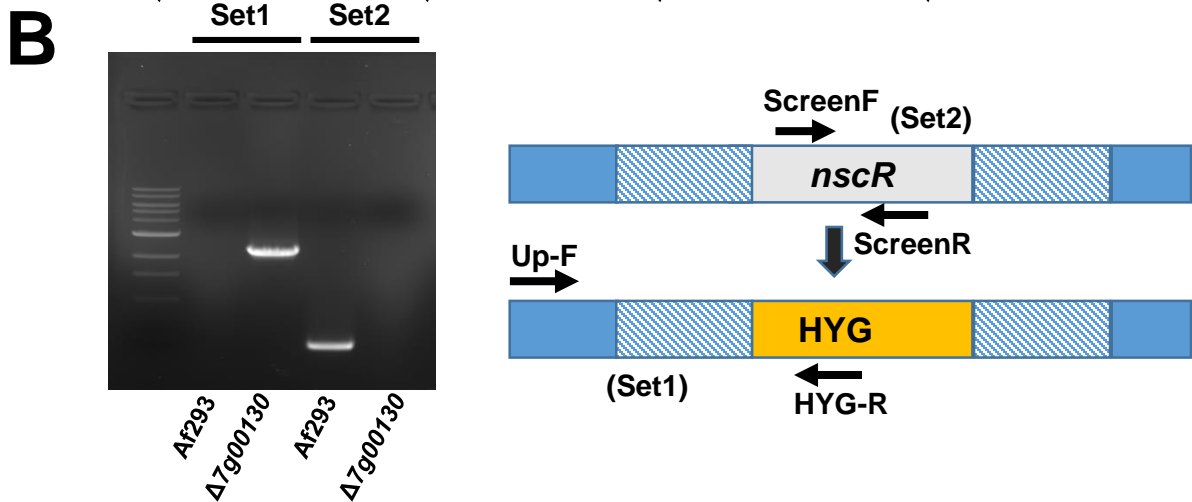 B
Set1 Set2
Af293
Δ7g00130
Af293
Δ7g00130
ScreenF
(Set2)
nscR
ScreenR
Up-F
HYG
(Set1)
HYG-R